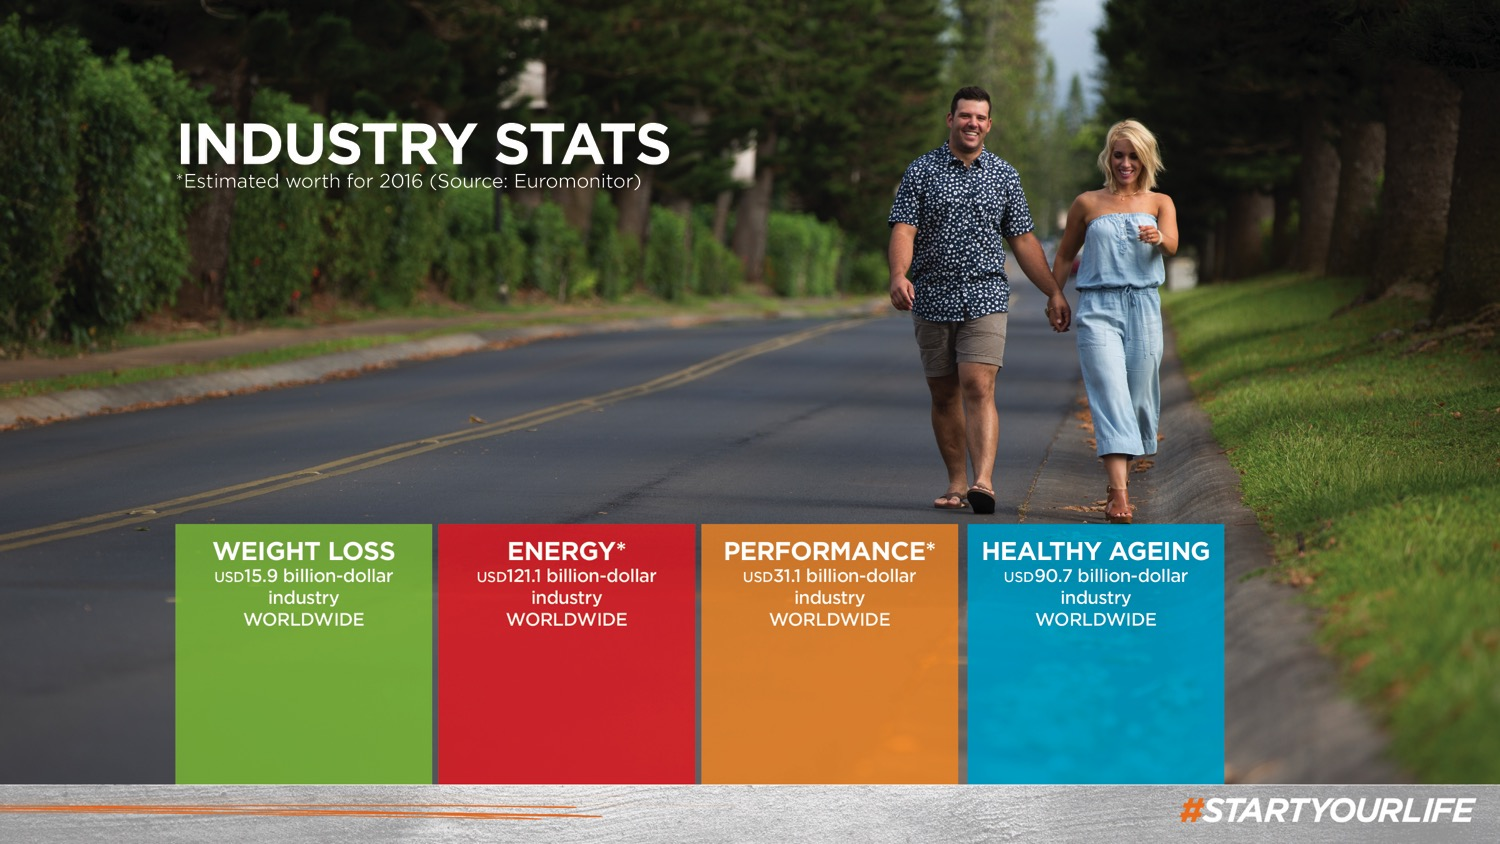 INDUSTRY STATS
*Estimated worth for 2016 (Source: Euromonitor)
WEIGHT LOSS
USD15.9 billion-dollar
industry
WORLDWIDE
ENERGY*
USD121.1 billion-dollar
industry
WORLDWIDE
PERFORMANCE*
USD31.1 billion-dollar
industry
WORLDWIDE
HEALTHY AGEING
USD90.7 billion-dollar
industry
WORLDWIDE
#STARTYOURLIFE